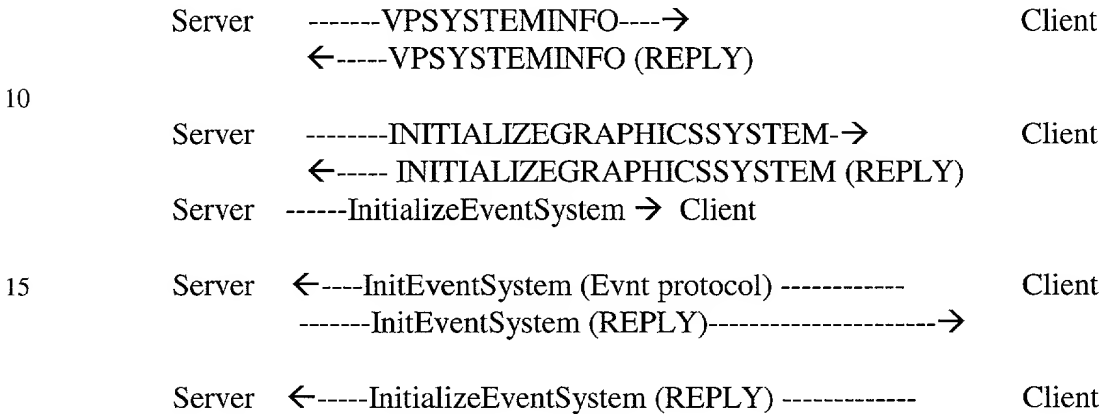 Server -------VPSYSTEMINFO----→ Client
←-----VPSYSTEMINFO (REPLY)
10
Server --------INITIALIZEGRAPHICSSYSTEM-→ Client
←----- INITIALIZEGRAPHICSSYSTEM (REPLY)
Server ------InitializeEventSystem → Client
15 Server ←----InitEventSystem (Evnt protocol) ------------ Client
-------InitEventSystem (REPLY)-----------------------→
Server ←-----InitializeEventSystem (REPLY) ------------- Client